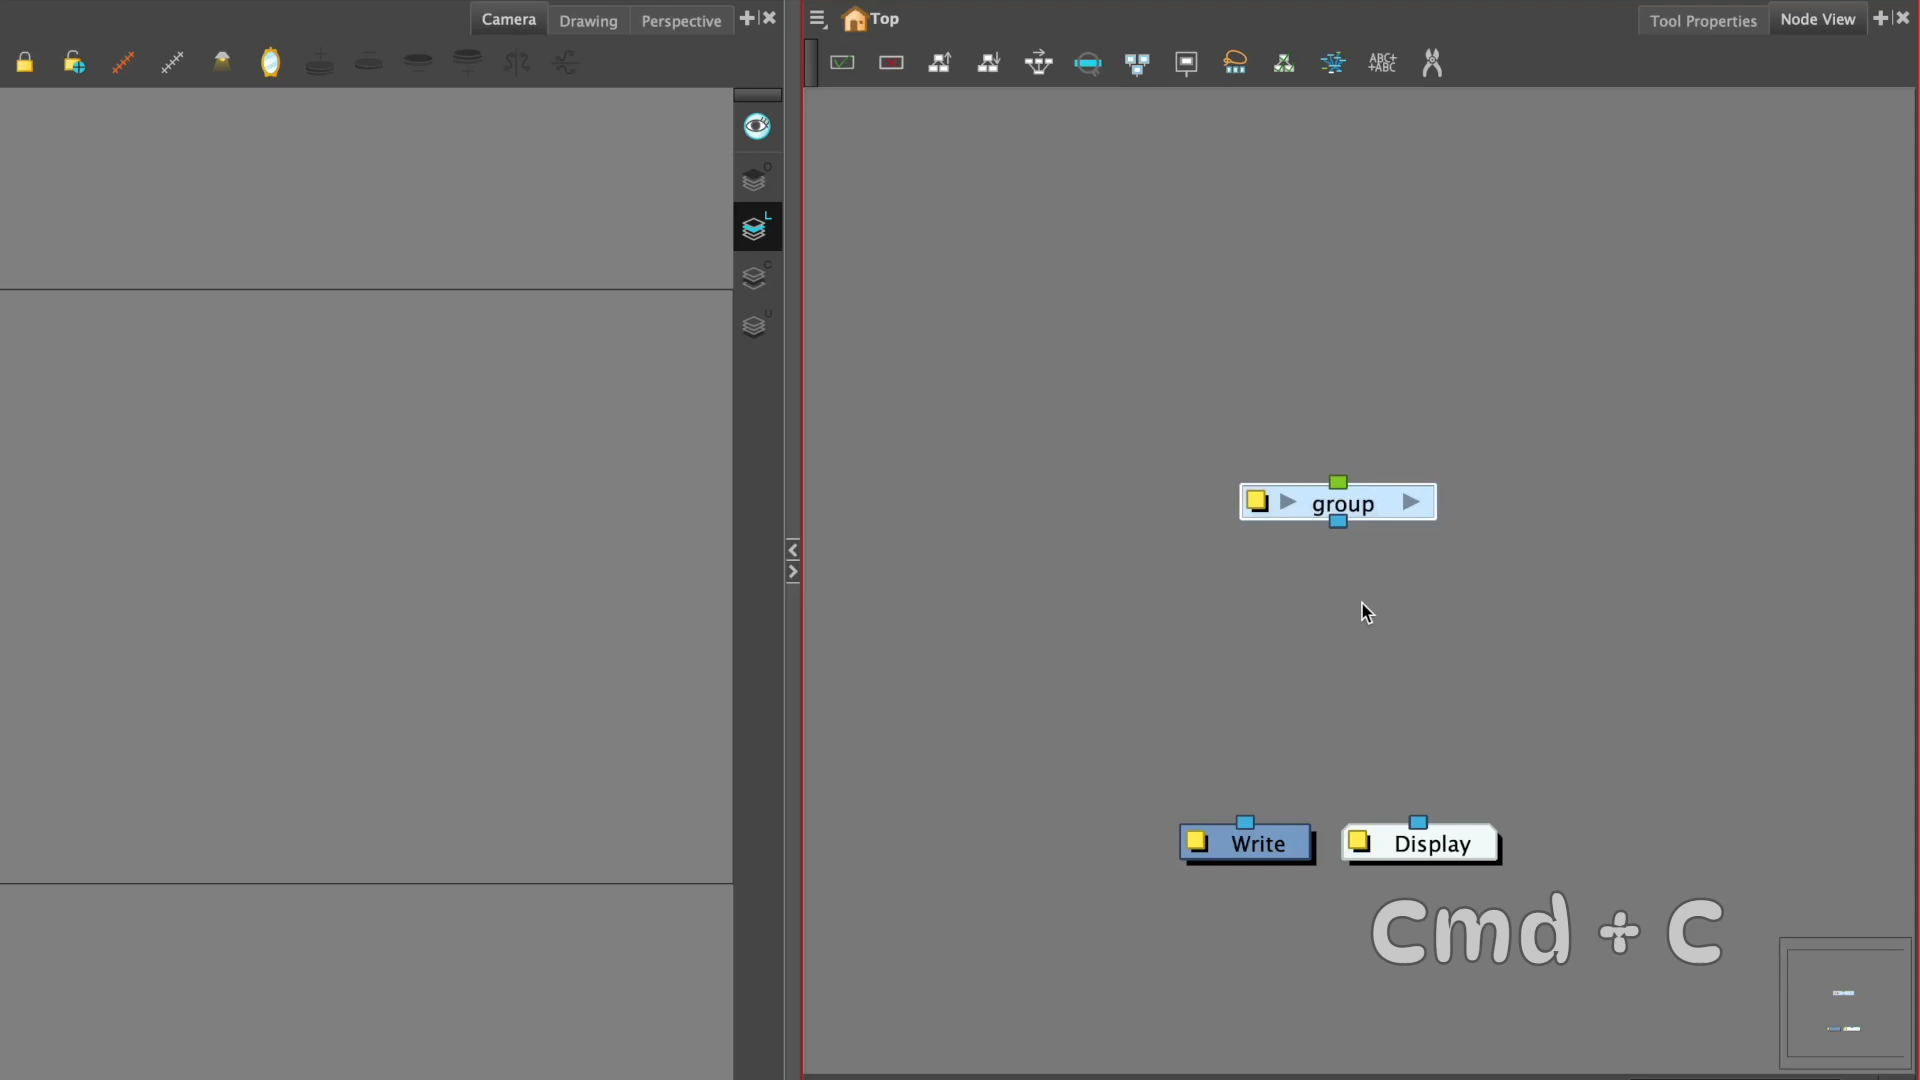 Camera Drawing Perspective
Top
Tool Properties Node View
ABC+
+ABC
O
L
C
U
group
Write Display
Cmd + C